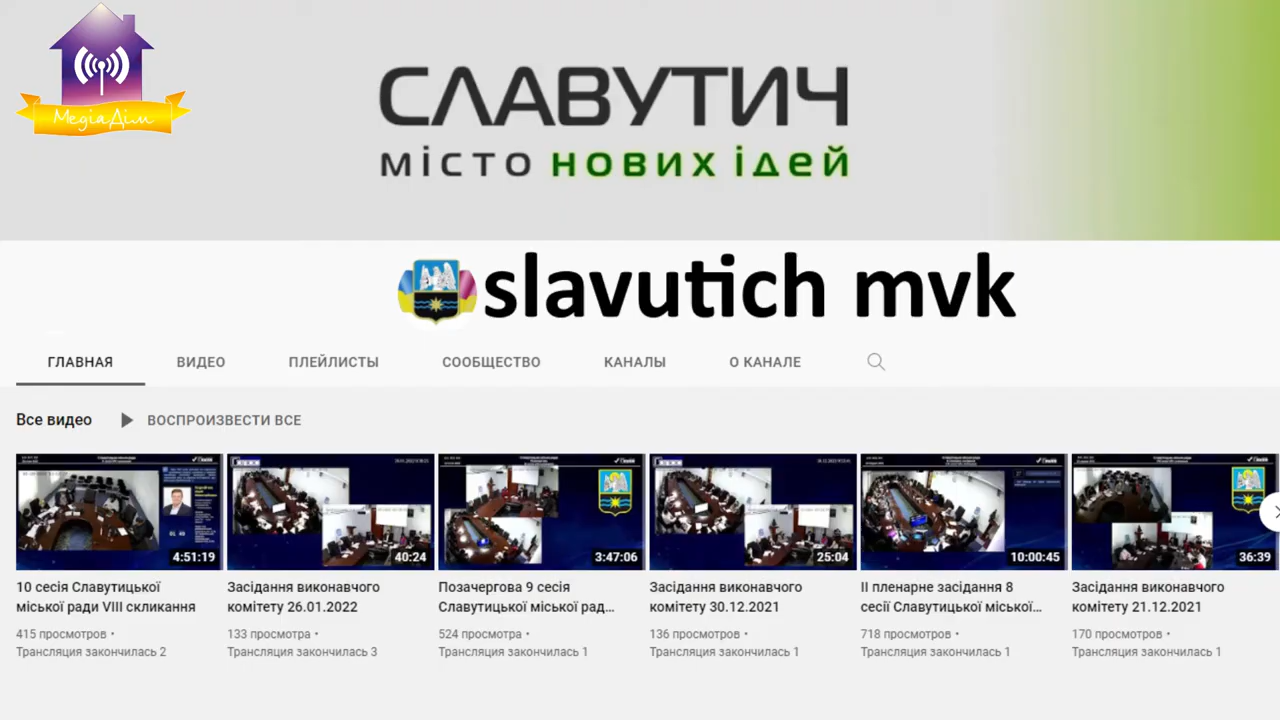 МедіаДім
СЛАВУТИЧ
місто нових ідей
slavutich mvk
ГЛАВНАЯ ВИДЕО ПЛЕЙЛИСТЫ СООБЩЕСТВО КАНАЛЫ О КАНАЛЕ
Все видео ВОСПРОИЗВЕСТИ ВСЕ
4:51:19 40:24 3:47:06 25:04 10:00:45 36:39
10 сесія Славутицької
міської ради VIII скликання
415 просмотров •
Трансляция закончилась 2
Засідання виконавчого
комітету 26.01.2022
133 просмотра •
Трансляция закончилась 3
Позачергова 9 сесія
Славутицької міської рад...
524 просмотра •
Трансляция закончилась 1
Засідання виконавчого
комітету 30.12.2021
136 просмотров •
Трансляция закончилась 1
ІІ пленарне засідання 8
сесії Славутицької міської...
718 просмотров •
Трансляция закончилась 1
Засідання виконавчого
комітету 21.12.2021
170 просмотров •
Трансляция закончилась 1